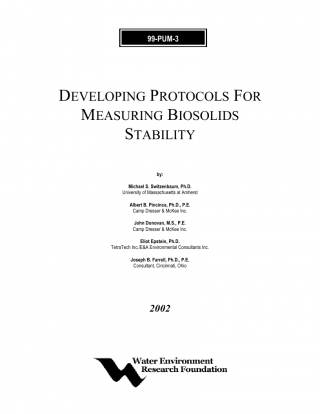 99-PUM-3
DEVELOPING PROTOCOLS FOR
MEASURING BIOSOLIDS
STABILITY
by:
Michael S. Switzenbaum, Ph.D.
University of Massachusetts at Amherst
Albert B. Pincince, Ph.D., P.E.
Camp Dresser & McKee Inc.
John Donovan, M.S., P.E.
Camp Dresser & McKee Inc.
Eliot Epstein, Ph.D.
TetraTech Inc./E&A Environmental Consultants Inc.
Joseph B. Farrell, Ph.D., P.E.
Consultant, Cincinnati, Ohio
2002
Water Environment
Research Foundation